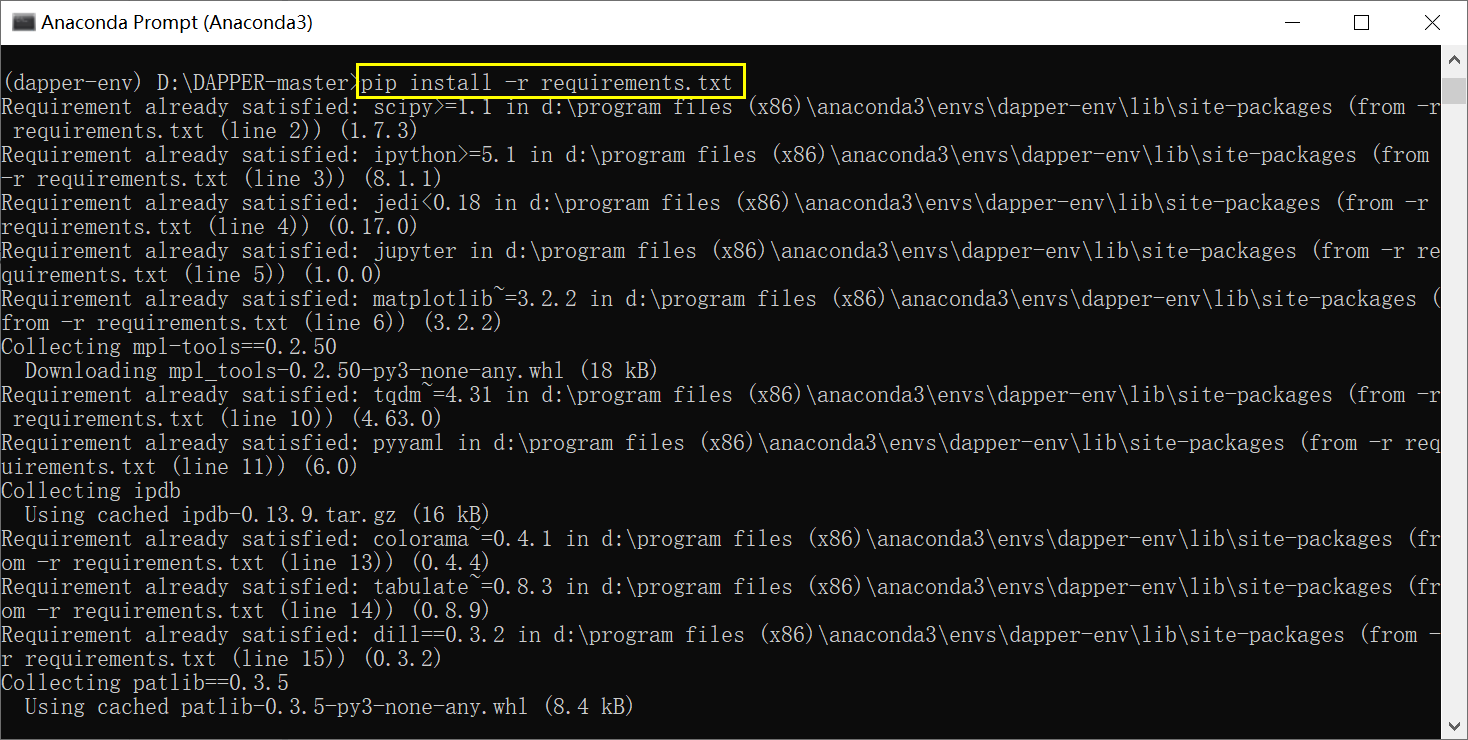 Anaconda Prompt (Anaconda3)
(dapper-env) D:\DAPPER-master>pip install -r requirements.txt
Requirement already satisfied: scipy>=1.1 in d:\program files (x86)\anaconda3\envs\dapper-env\lib\site-packages (from -r
 requirements.txt (line 2)) (1.7.3)
Requirement already satisfied: ipython>=5.1 in d:\program files (x86)\anaconda3\envs\dapper-env\lib\site-packages (from
-r requirements.txt (line 3)) (8.1.1)
Requirement already satisfied: jedi<0.18 in d:\program files (x86)\anaconda3\envs\dapper-env\lib\site-packages (from -r
requirements.txt (line 4)) (0.17.0)
Requirement already satisfied: jupyter in d:\program files (x86)\anaconda3\envs\dapper-env\lib\site-packages (from -r re
quirements.txt (line 5)) (1.0.0)
Requirement already satisfied: matplotlib~=3.2.2 in d:\program files (x86)\anaconda3\envs\dapper-env\lib\site-packages (
from -r requirements.txt (line 6)) (3.2.2)
Collecting mpl-tools==0.2.50
  Downloading mpl_tools-0.2.50-py3-none-any.whl (18 kB)
Requirement already satisfied: tqdm~=4.31 in d:\program files (x86)\anaconda3\envs\dapper-env\lib\site-packages (from -r
 requirements.txt (line 10)) (4.63.0)
Requirement already satisfied: pyyaml in d:\program files (x86)\anaconda3\envs\dapper-env\lib\site-packages (from -r req
uirements.txt (line 11)) (6.0)
Collecting ipdb
  Using cached ipdb-0.13.9.tar.gz (16 kB)
Requirement already satisfied: colorama~=0.4.1 in d:\program files (x86)\anaconda3\envs\dapper-env\lib\site-packages (fr
om -r requirements.txt (line 13)) (0.4.4)
Requirement already satisfied: tabulate~=0.8.3 in d:\program files (x86)\anaconda3\envs\dapper-env\lib\site-packages (fr
om -r requirements.txt (line 14)) (0.8.9)
Requirement already satisfied: dill==0.3.2 in d:\program files (x86)\anaconda3\envs\dapper-env\lib\site-packages (from -
r requirements.txt (line 15)) (0.3.2)
Collecting patlib==0.3.5
  Using cached patlib-0.3.5-py3-none-any.whl (8.4 kB)